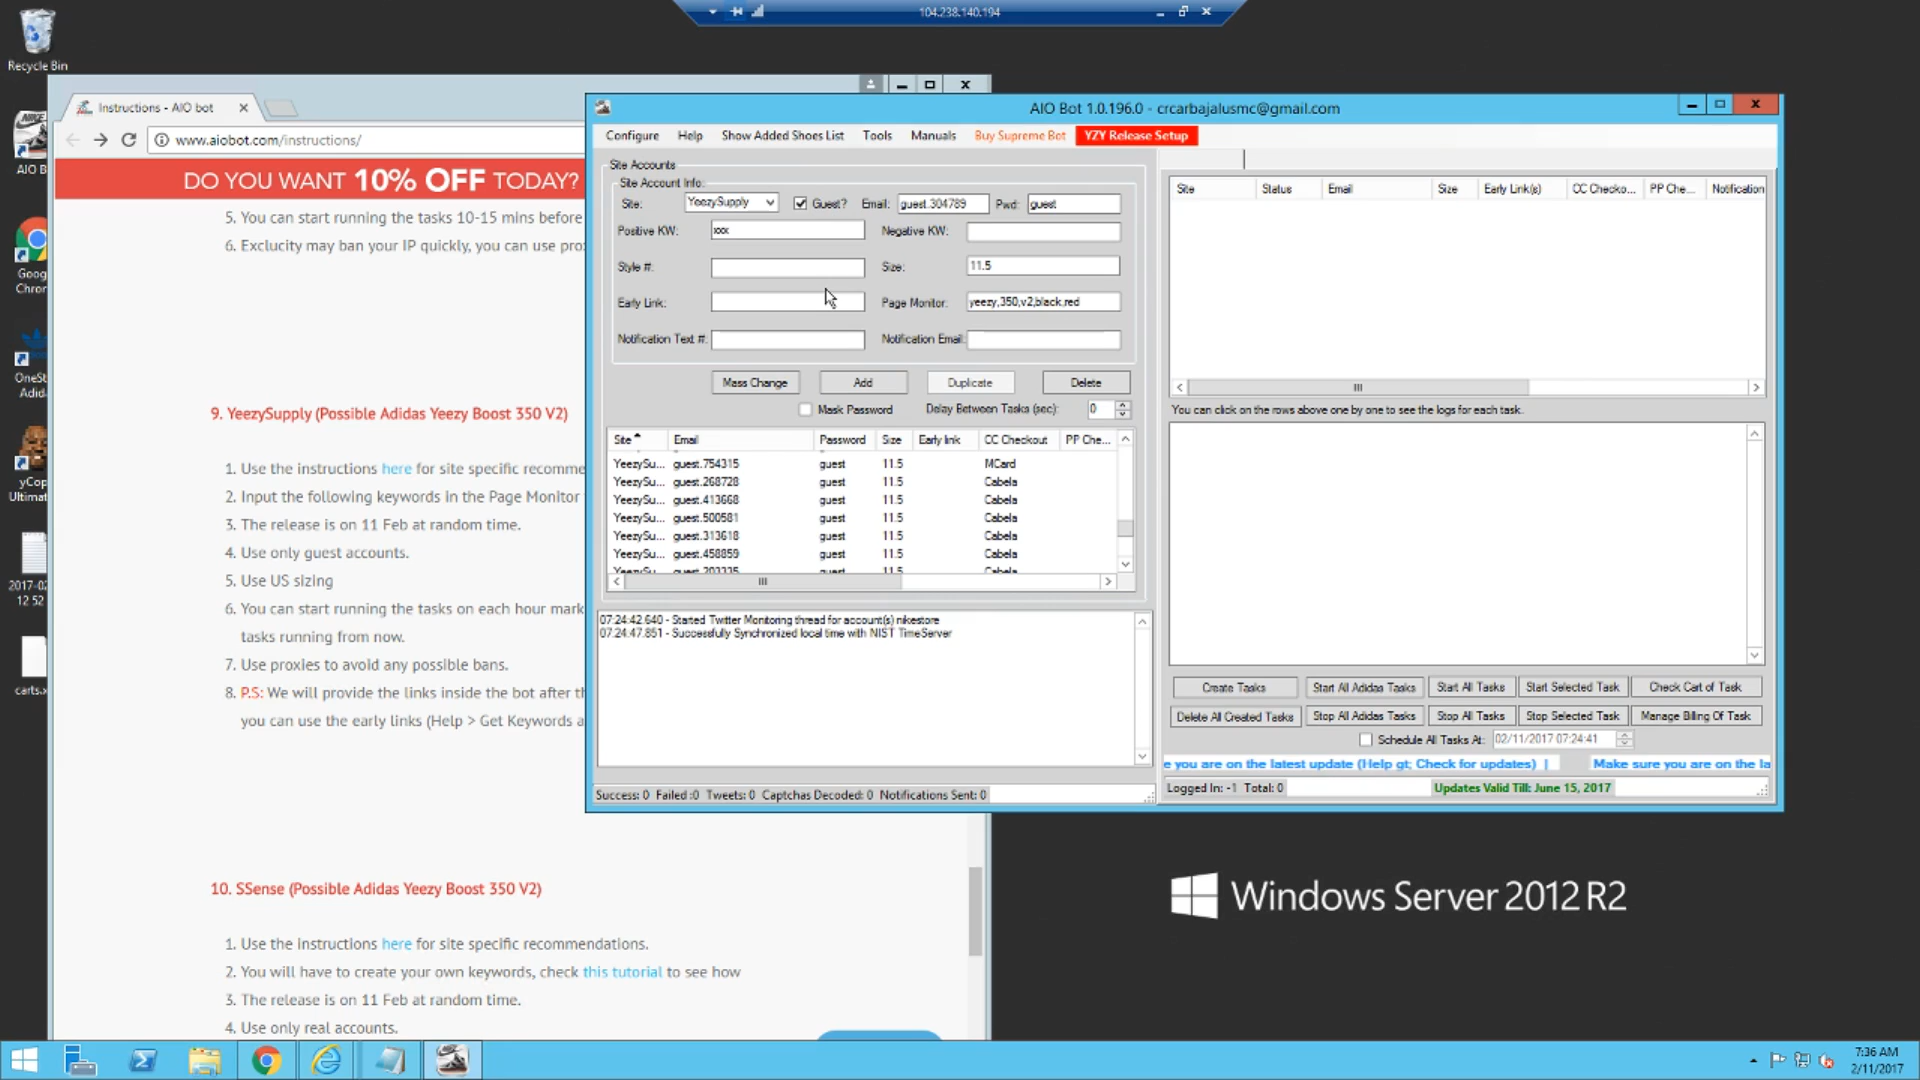 104.238.140.194
Recycle Bin
Instructions - AIO bot
www.aiobot.com/instructions/
DO YOU WANT 10% OFF TODAY?
5. You can start running the tasks 10-15 mins before
6. Exclucity may ban your IP quickly, you can use
9. YeezySupply (Possible Adidas Yeezy Boost 350 V2)
1. Use the instructions here for site specific
2. Input the following keywords in the Page Monitor
3. The release is on 11 Feb at random time.
4. Use only guest accounts.
5. Use US sizing
6. You can start running the tasks on each hour mark
tasks running from now.
7. Use proxies to avoid any possible bans.
8. P.S: We will provide the links inside the bot after
you can use the early links (Help > Get Keywords
10. SSense (Possible Adidas Yeezy Boost 350 V2)
1. Use the instructions here for site specific recommendations.
2. You will have to create your own keywords, check this tutorial to see how
3. The release is on 11 Feb at random time.
4. Use only real accounts.
AIO B
Goog
Chron
OneSt
Adid
yCop
Ultimat
2017-02
12 52
carts.x
AIO Bot 1.0.196.0 - crcarbajalusmc@gmail.com
Configure Help Show Added Shoes List Tools Manuals Buy Supreme Bot YZY Release Setup
Site Accounts
Site Account Info:
Site: YeezySupply Guest? Email: guest.304789 Pwd: guest
Positive KW: xxx Negative KW:
Style #: Size: 11.5
Early Link: Page Monitor: yeezy,350,v2,black,red
Notification Text #: Notification Email:
Mass Change Add Duplicate Delete
Mask Password Delay Between Tasks (sec): 0
Site Email Password Size Early link CC Checkout PP Che...
YeezySu... guest.754315 guest 11.5 MCard
YeezySu... guest.268728 guest 11.5 Cabela
YeezySu... guest.413668 guest 11.5 Cabela
YeezySu... guest.500581 guest 11.5 Cabela
YeezySu... guest.313618 guest 11.5 Cabela
YeezySu... guest.458859 guest 11.5 Cabela
YeezySu... guest.203335 guest 11.5 Cabela
07:24:42.640 - Started Twitter Monitoring thread for account(s) nikestore
07:24:47.851 - Successfully Synchronized local time with NIST TimeServer
Success: 0 Failed :0 Tweets: 0 Captchas Decoded: 0 Notifications Sent: 0
Site Status Email Size Early Link(s) CC Checko... PP Che... Notification
You can click on the rows above one by one to see the logs for each task.
Create Tasks Start All Adidas Tasks Start All Tasks Start Selected Task Check Cart of Task
Delete All Created Tasks Stop All Adidas Tasks Stop All Tasks Stop Selected Task Manage Billing Of Task
Schedule All Tasks At: 02/11/2017 07:24:41
e you are on the latest update (Help gt; Check for updates) | Make sure you are on the la
Logged In: -1 Total: 0 Updates Valid Till: June 15, 2017
Windows Server 2012 R2
7:36 AM
2/11/2017